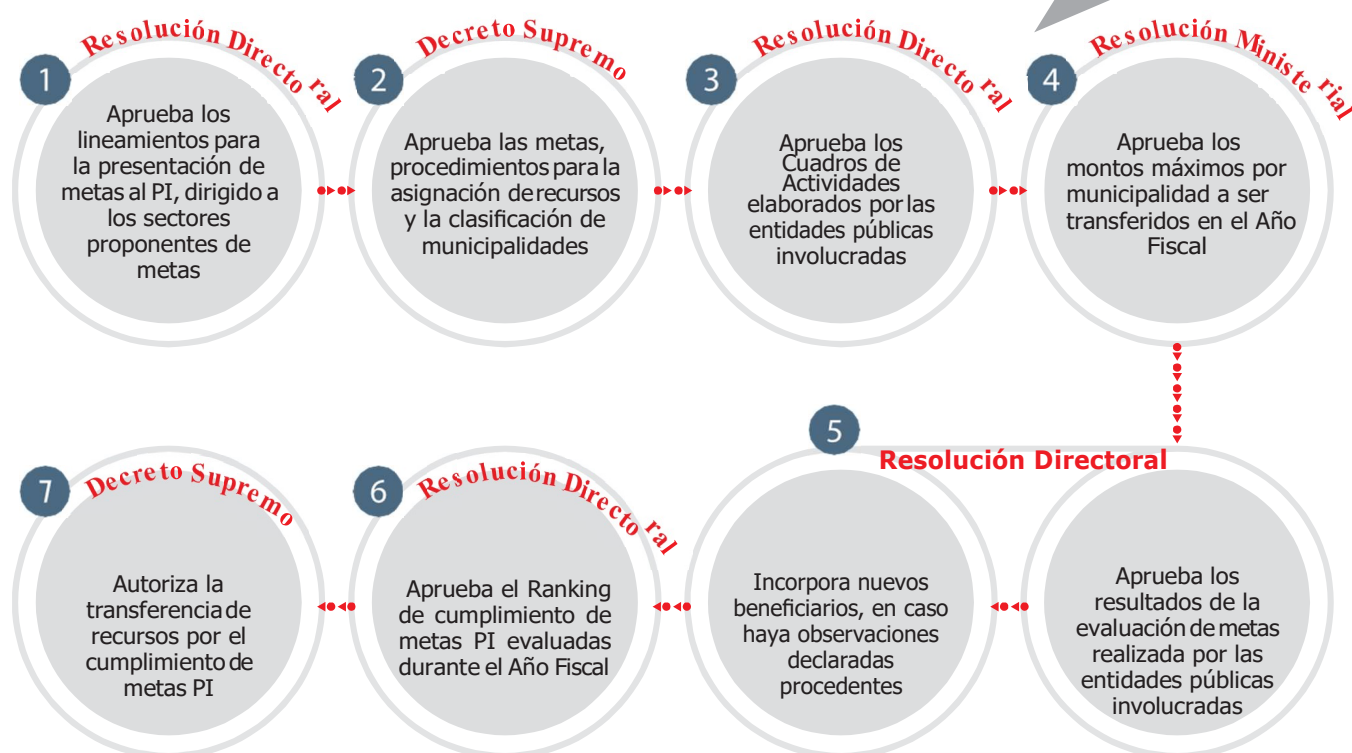 1
Resolución Directoral
Aprueba los
lineamientos para
la presentación de
metas al PI, dirigido a
los sectores
proponentes de
metas
2
Decreto Supremo
Aprueba las metas,
procedimientos para la
asignación de recursos
y la clasificación de
municipalidades
3
Resolución Directoral
Aprueba los
Cuadros de
Actividades
elaborados por las
entidades públicas
involucradas
4
Resolución Ministerial
Aprueba los
montos máximos por
municipalidad a ser
transferidos en el Año
Fiscal
5
Resolución Directoral
Aprueba los
resultados de la
evaluación de metas
realizada por las
entidades públicas
involucradas
Incorpora nuevos
beneficiarios, en caso
haya observaciones
declaradas
procedentes
6
Resolución Directoral
Aprueba el Ranking
de cumplimiento de
metas PI evaluadas
durante el Año Fiscal
7
Decreto Supremo
Autoriza la
transferencia de
recursos por el
cumplimiento de
metas PI